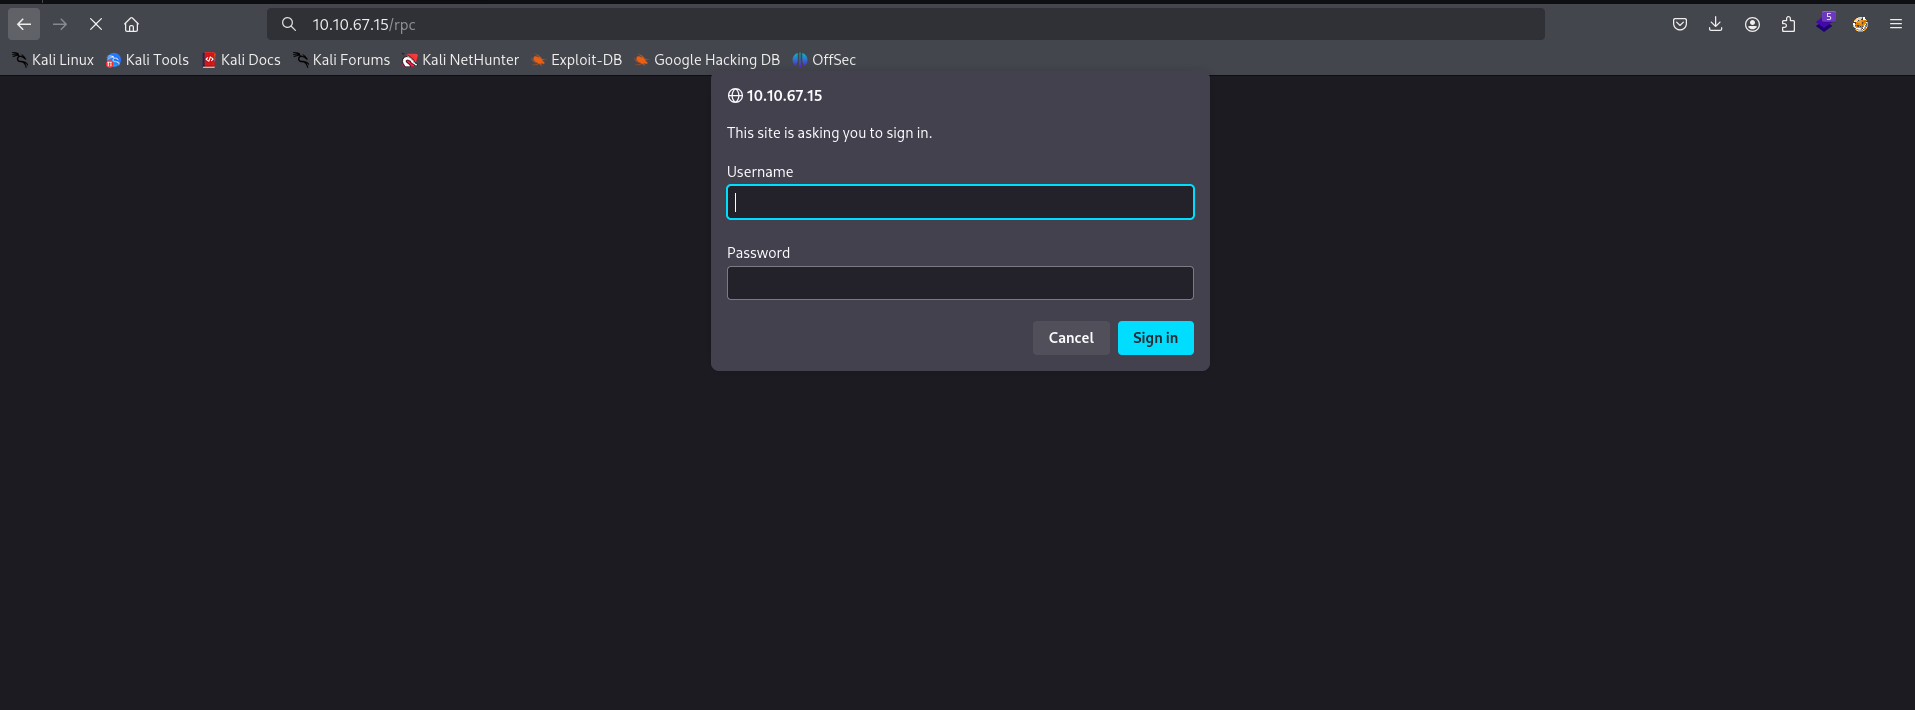 10.10.67.15/rpc
5
Kali Linux Kali Tools Kali Docs Kali Forums Kali NetHunter Exploit-DB Google Hacking DB OffSec
10.10.67.15
This site is asking you to sign in.
Username
Password
Cancel Sign in